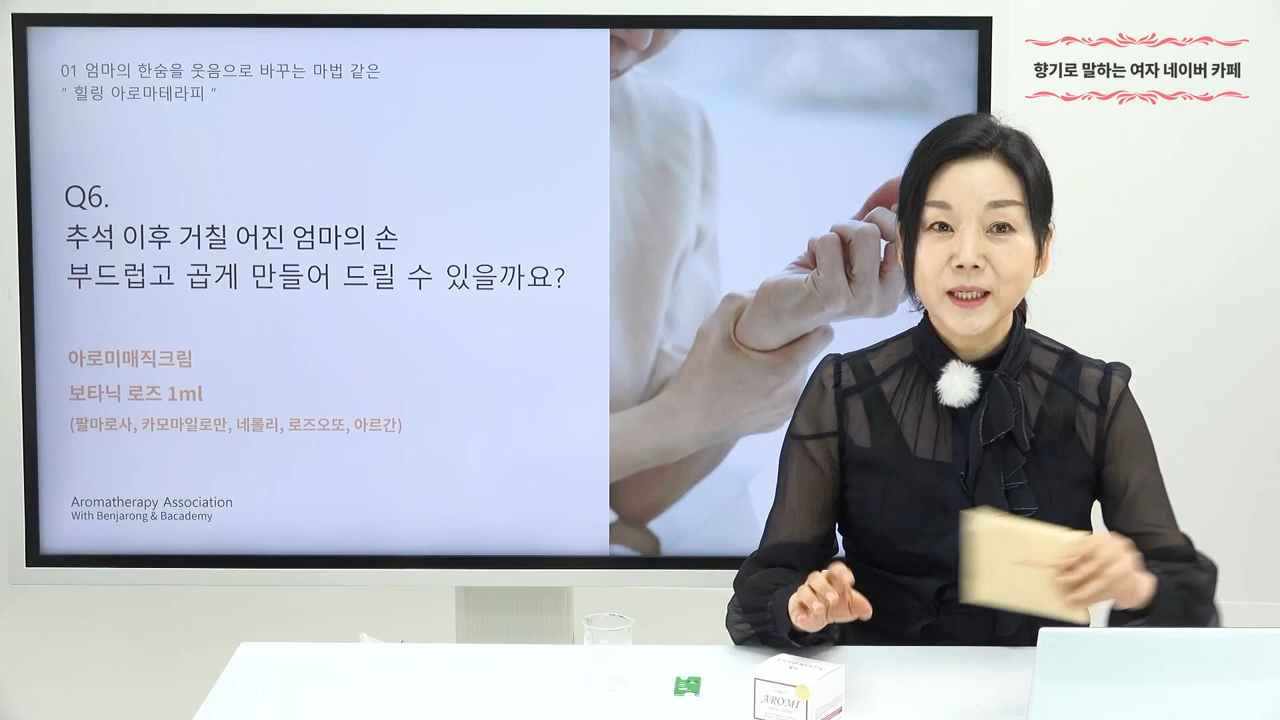 01 엄마의 한숨을 웃음으로 바꾸는 마법 같은
" 힐링 아로마테라피 "
Q6.
추석 이후 거칠 어진 엄마의 손
부드럽고 곱게 만들어 드릴 수 있을까요?
아로미매직크림
보타닉 로즈 1ml
(팔마로사, 카모마일로만, 네롤리, 로즈오또, 아르간)
Aromatherapy Association
With Benjarong & Bacademy
향기로 말하는 여자 네이버 카페
AROMI